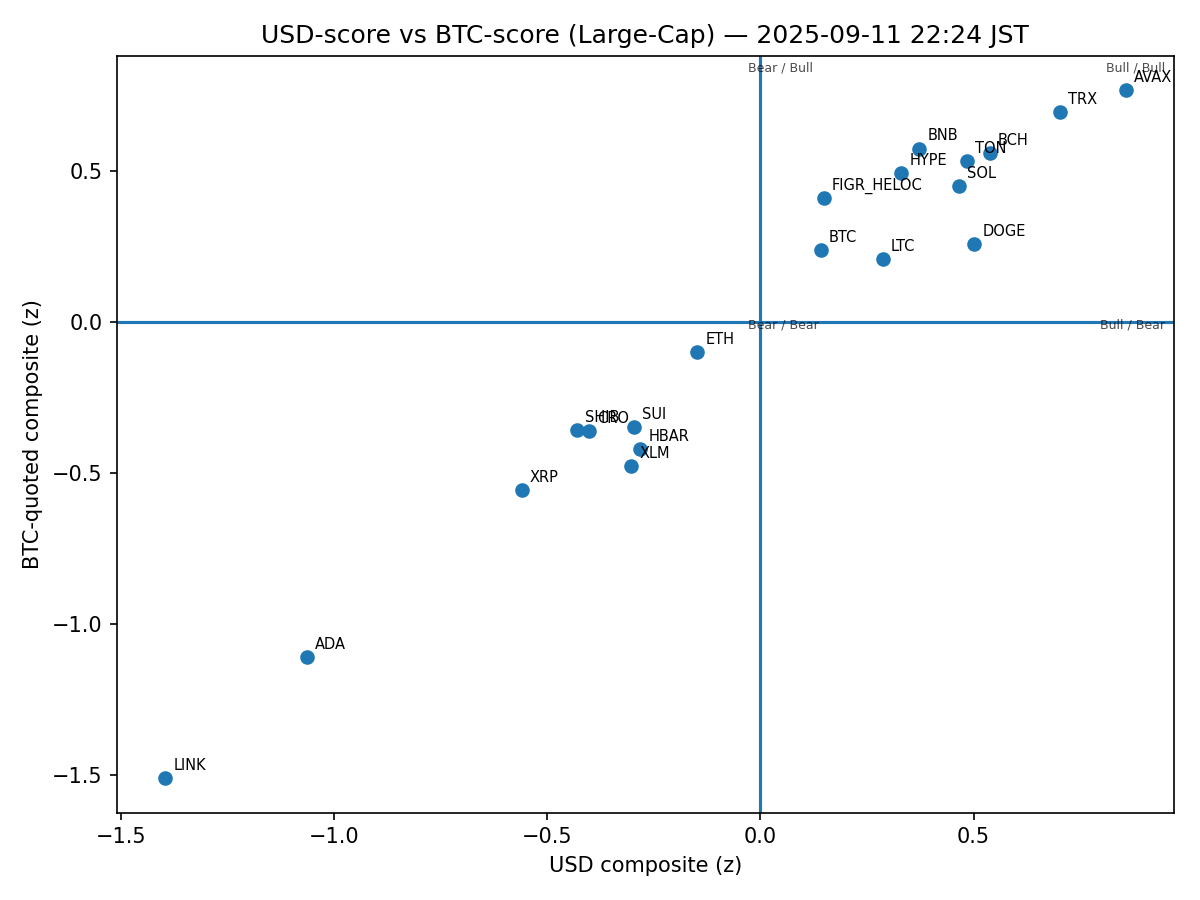 USD-score vs BTC-score (Large-Cap) — 2025-09-11 22:24 JST
Bear / Bull
Bull / Bull
AVAX
TRX
BNB
BCH
TON
HYPE
SOL
FIGR_HELOC
DOGE
BTC
LTC
Bear / Bear
Bull / Bear
ETH
SHIB
CRO
SUI
HBAR
XLM
XRP
ADA
LINK
0.5
0.0
−0.5
−1.0
−1.5
BTC-quoted composite (z)
−1.5
−1.0
−0.5
0.0
0.5
USD composite (z)